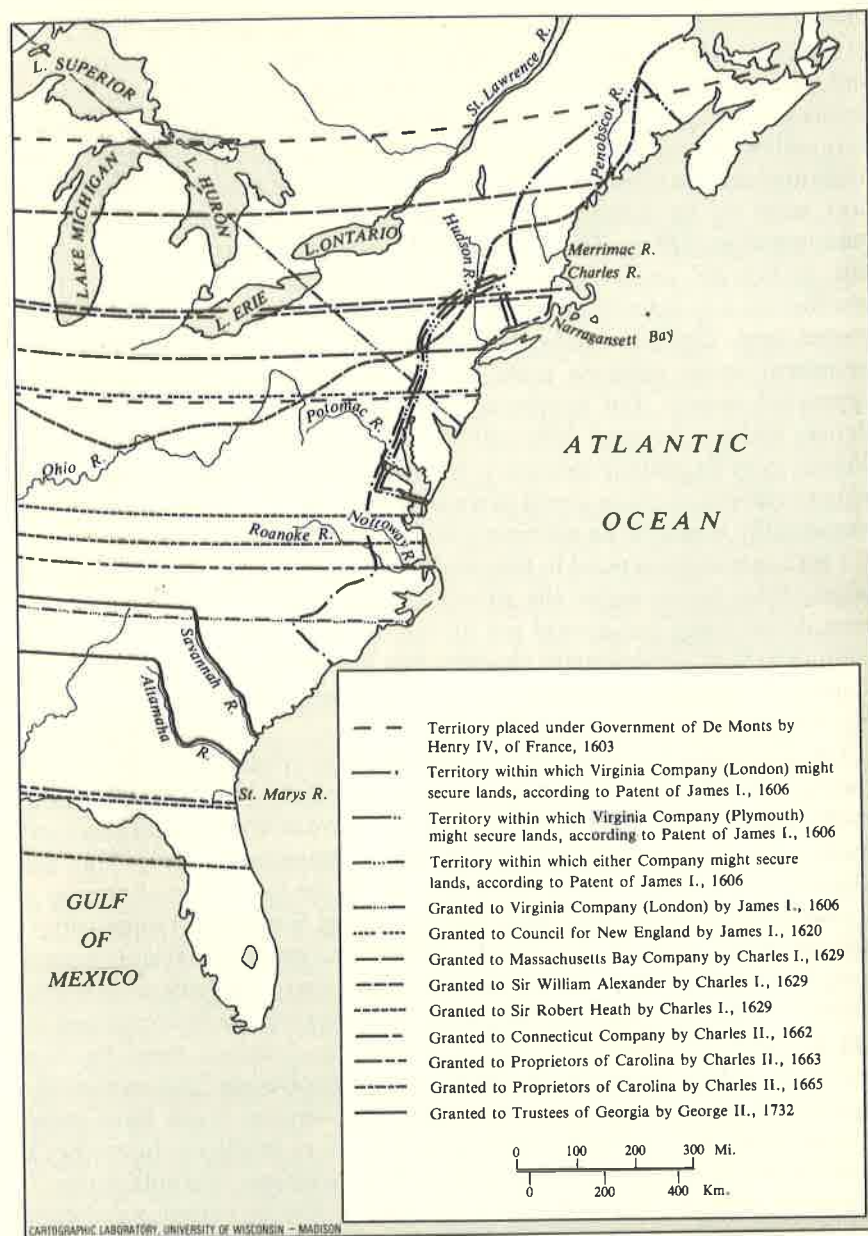 L. SUPERIOR
St. Lawrence R.
Penobscot R.
LAKE MICHIGAN
L. HURON
L. ONTARIO
Hudson R.
Merrimac R.
Charles R.
L. ERIE
Narragansett Bay
Potomac R.
ATLANTIC
OCEAN
Ohio R.
Nottoway R.
Roanoke R.
Savannah R.
Altamaha R.
St. Marys R.
GULF
OF
MEXICO
Territory placed under Government of De Monts by
Henry IV, of France, 1603
Territory within which Virginia Company (London) might
secure lands, according to Patent of James I., 1606
Territory within which Virginia Company (Plymouth)
might secure lands, according to Patent of James I., 1606
Territory within which either Company might secure
lands, according to Patent of James I., 1606
Granted to Virginia Company (London) by James I., 1606
Granted to Council for New England by James I., 1620
Granted to Massachusetts Bay Company by Charles I., 1629
Granted to Sir William Alexander by Charles I., 1629
Granted to Sir Robert Heath by Charles I., 1629
Granted to Connecticut Company by Charles II., 1662
Granted to Proprietors of Carolina by Charles II., 1663
Granted to Proprietors of Carolina by Charles II., 1665
Granted to Trustees of Georgia by George II., 1732
0 100 200 300 Mi.
0 200 400 Km.
CARTOGRAPHIC LABORATORY, UNIVERSITY OF WISCONSIN – MADISON